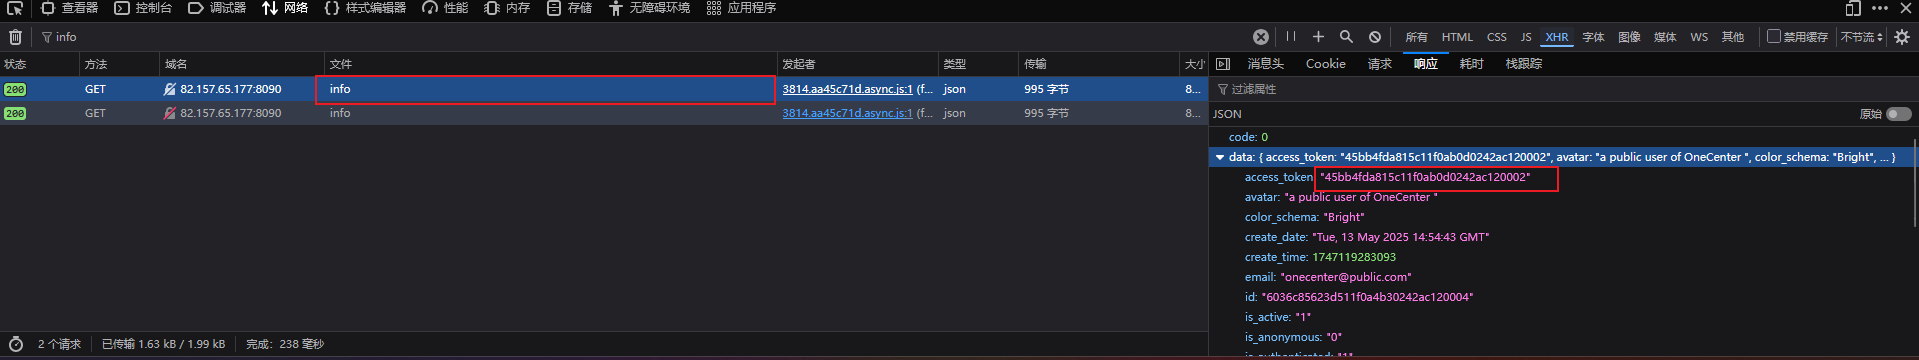 查看器 控制台 调试器 网络 样式编辑器 性能 内存 存储 无障碍环境 应用程序
info 所有 HTML CSS JS XHR 字体 图像 媒体 WS 其他 禁用缓存 不节流
状态 方法 域名 文件 发起者 类型 传输 大小
200 GET 82.157.65.177:8090 info 3814.aa45c71d.async.js:1 (f... json 995 字节 8...
200 GET 82.157.65.177:8090 info 3814.aa45c71d.async.js:1 (f... json 995 字节 8...
消息头 Cookie 请求 响应 耗时 栈跟踪
过滤属性
JSON 原始
code: 0
data: { access_token: "45bb4fda815c11f0ab0d0242ac120002", avatar: "a public user of OneCenter ", color_schema: "Bright", ... }
access_token "45bb4fda815c11f0ab0d0242ac120002"
avatar: "a public user of OneCenter "
color_schema: "Bright"
create_date: "Tue, 13 May 2025 14:54:43 GMT"
create_time: 1747119283093
email: "onecenter@public.com"
id: "6036c85623d511f0a4b30242ac120004"
is_active: "1"
is_anonymous: "0"
is_authenticated: "1"
2 个请求 已传输 1.63 kB / 1.99 kB 完成: 238 毫秒